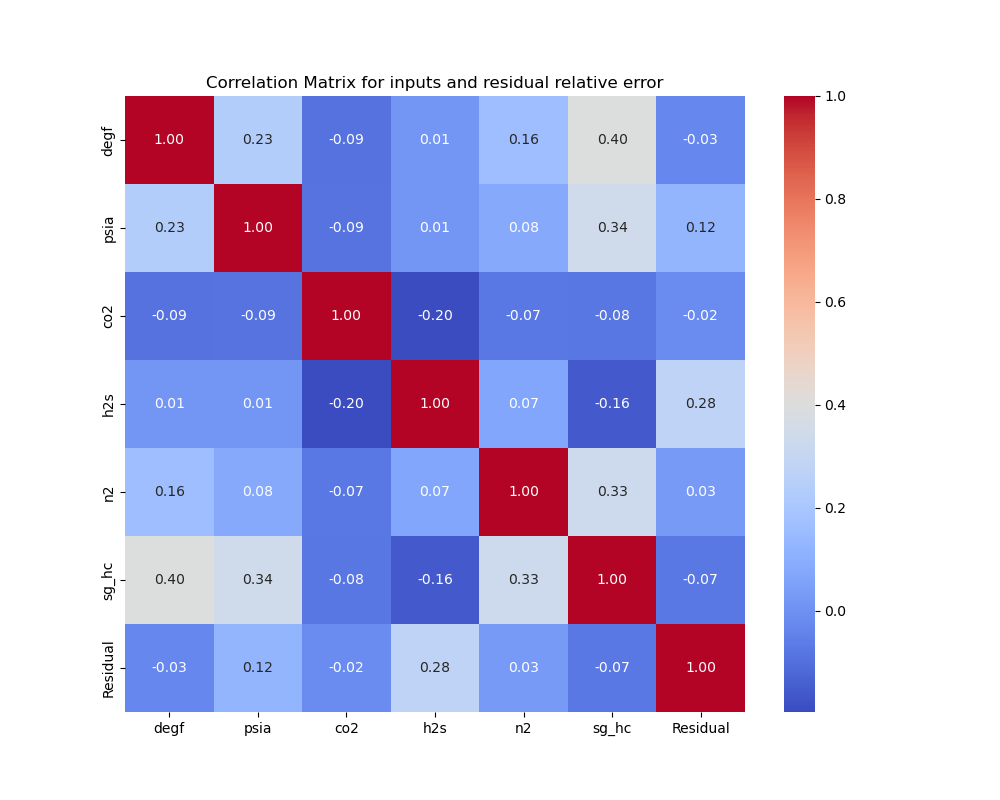 Correlation Matrix for inputs and residual relative error
degf 1.00 0.23 -0.09 0.01 0.16 0.40 -0.03
psia 0.23 1.00 -0.09 0.01 0.08 0.34 0.12
co2 -0.09 -0.09 1.00 -0.20 -0.07 -0.08 -0.02
h2s 0.01 0.01 -0.20 1.00 0.07 -0.16 0.28
n2 0.16 0.08 -0.07 0.07 1.00 0.33 0.03
sg_hc 0.40 0.34 -0.08 -0.16 0.33 1.00 -0.07
Residual -0.03 0.12 -0.02 0.28 0.03 -0.07 1.00
degf psia co2 h2s n2 sg_hc Residual
1.0
0.8
0.6
0.4
0.2
0.0